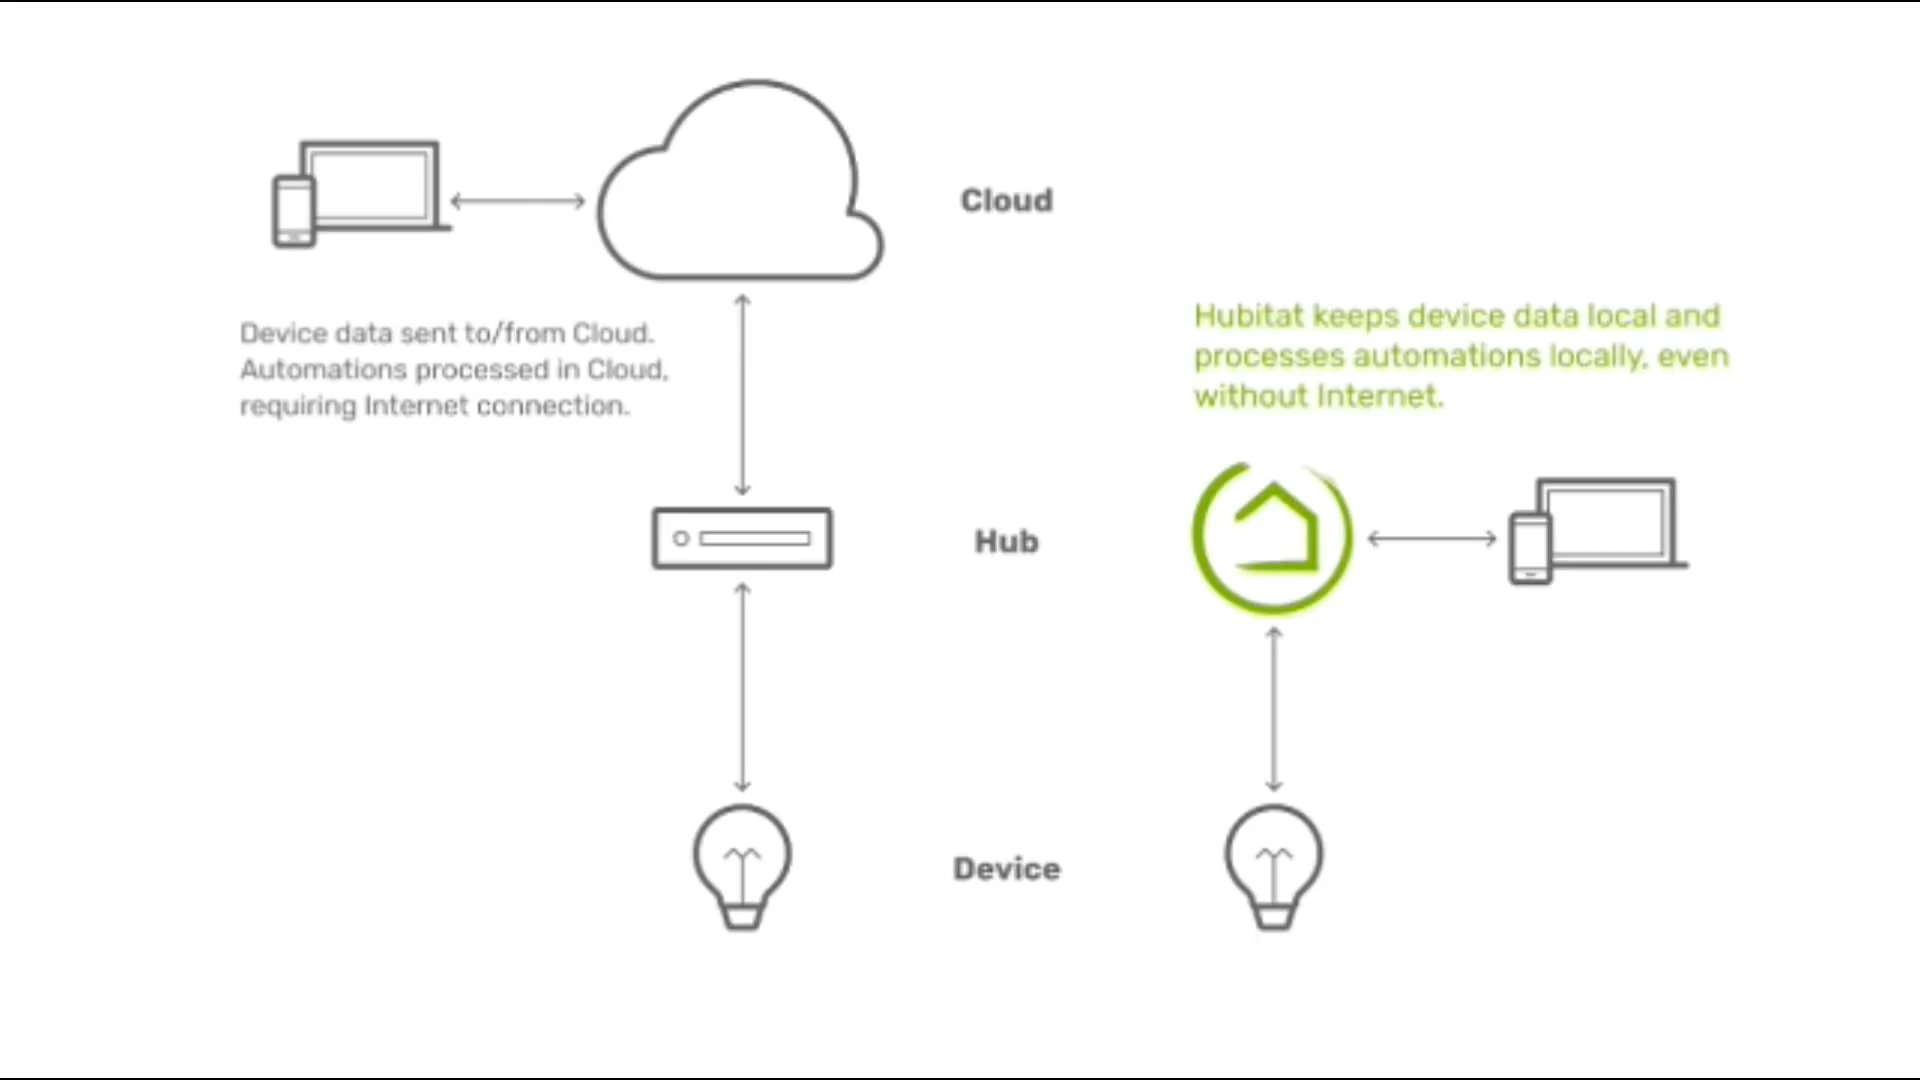 Cloud
Device data sent to/from Cloud.
Automations processed in Cloud,
requiring Internet connection.
Hubitat keeps device data local and
processes automations locally, even
without Internet.
Hub
Device